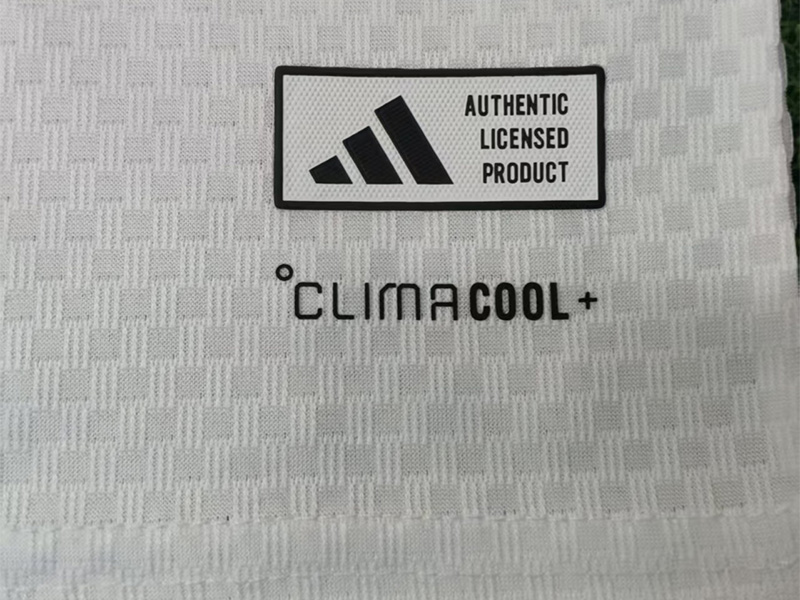 AUTHENTIC
LICENSED
PRODUCT
°CLIMACOOL+